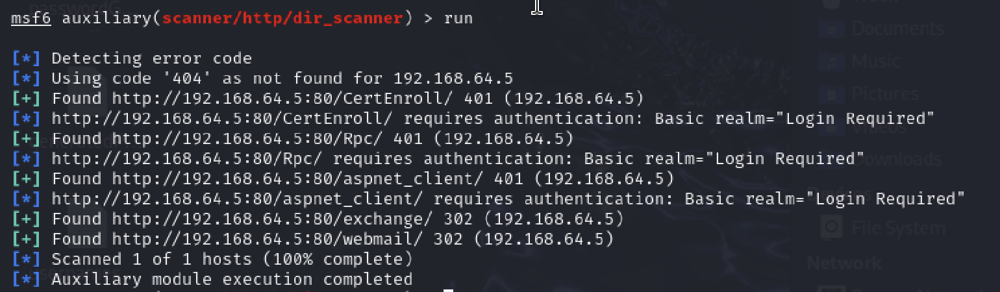 msf6 auxiliary(scanner/http/dir_scanner) > run
[*] Detecting error code
[*] Using code '404' as not found for 192.168.64.5
[+] Found http://192.168.64.5:80/CertEnroll/ 401 (192.168.64.5)
[*] http://192.168.64.5:80/CertEnroll/ requires authentication: Basic realm="Login Required"
[+] Found http://192.168.64.5:80/Rpc/ 401 (192.168.64.5)
[*] http://192.168.64.5:80/Rpc/ requires authentication: Basic realm="Login Required"
[+] Found http://192.168.64.5:80/aspnet_client/ 401 (192.168.64.5)
[*] http://192.168.64.5:80/aspnet_client/ requires authentication: Basic realm="Login Required"
[+] Found http://192.168.64.5:80/exchange/ 302 (192.168.64.5)
[+] Found http://192.168.64.5:80/webmail/ 302 (192.168.64.5)
[*] Scanned 1 of 1 hosts (100% complete)
[*] Auxiliary module execution completed
passwordG
Documents
Music
Pictures
Videos
Downloads
Devices
File System
Network